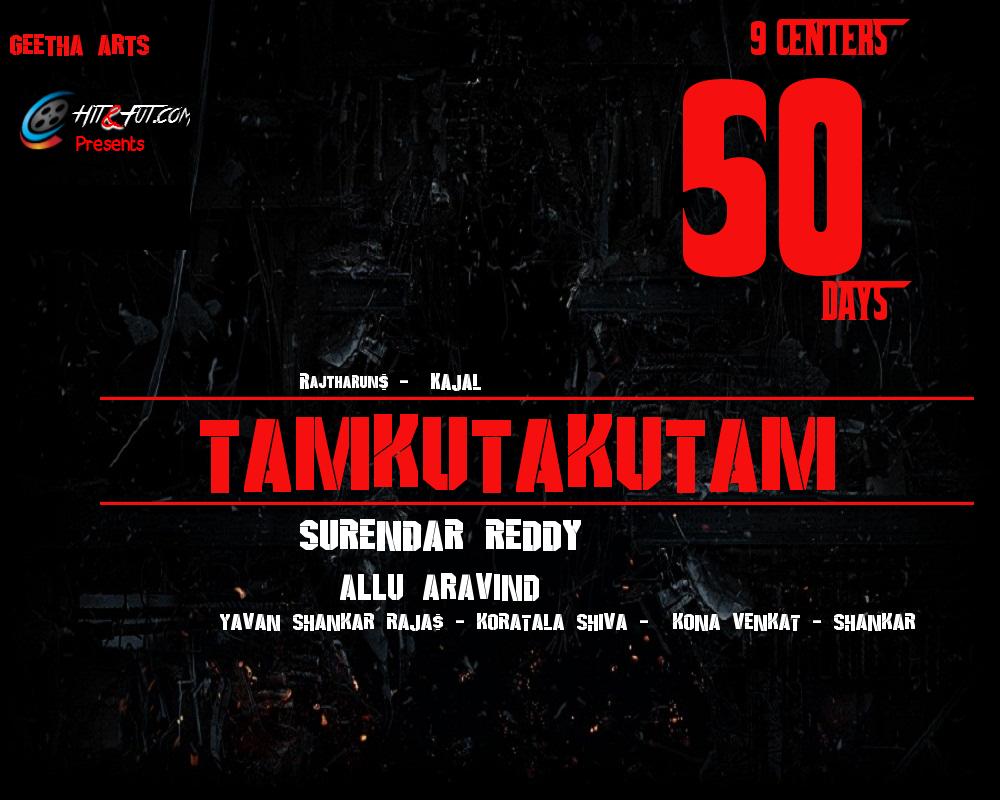 GEETHA ARTS
HIT&FUT.COM
Presents
9 CENTERS
50
DAYS
RAJTHARUN$ - KAJAL
TAMKUTAKUTAM
SURENDAR REDDY
ALLU ARAVIND
YAVAN SHANKAR RAJA$ - KORATALA SHIVA - KONA VENKAT - SHANKAR